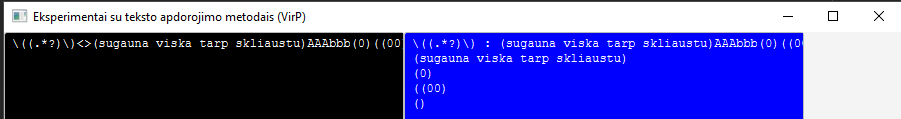 Eksperimentai su teksto apdorojimo metodais (VirP)
\((.*?)\)<>(sugauna viska tarp skliaustu)AAAbbb(0)((00
\((.*?)\) : (sugauna viska tarp skliaustu)AAAbbb(0)((0
(sugauna viska tarp skliaustu)
(0)
((00)
()